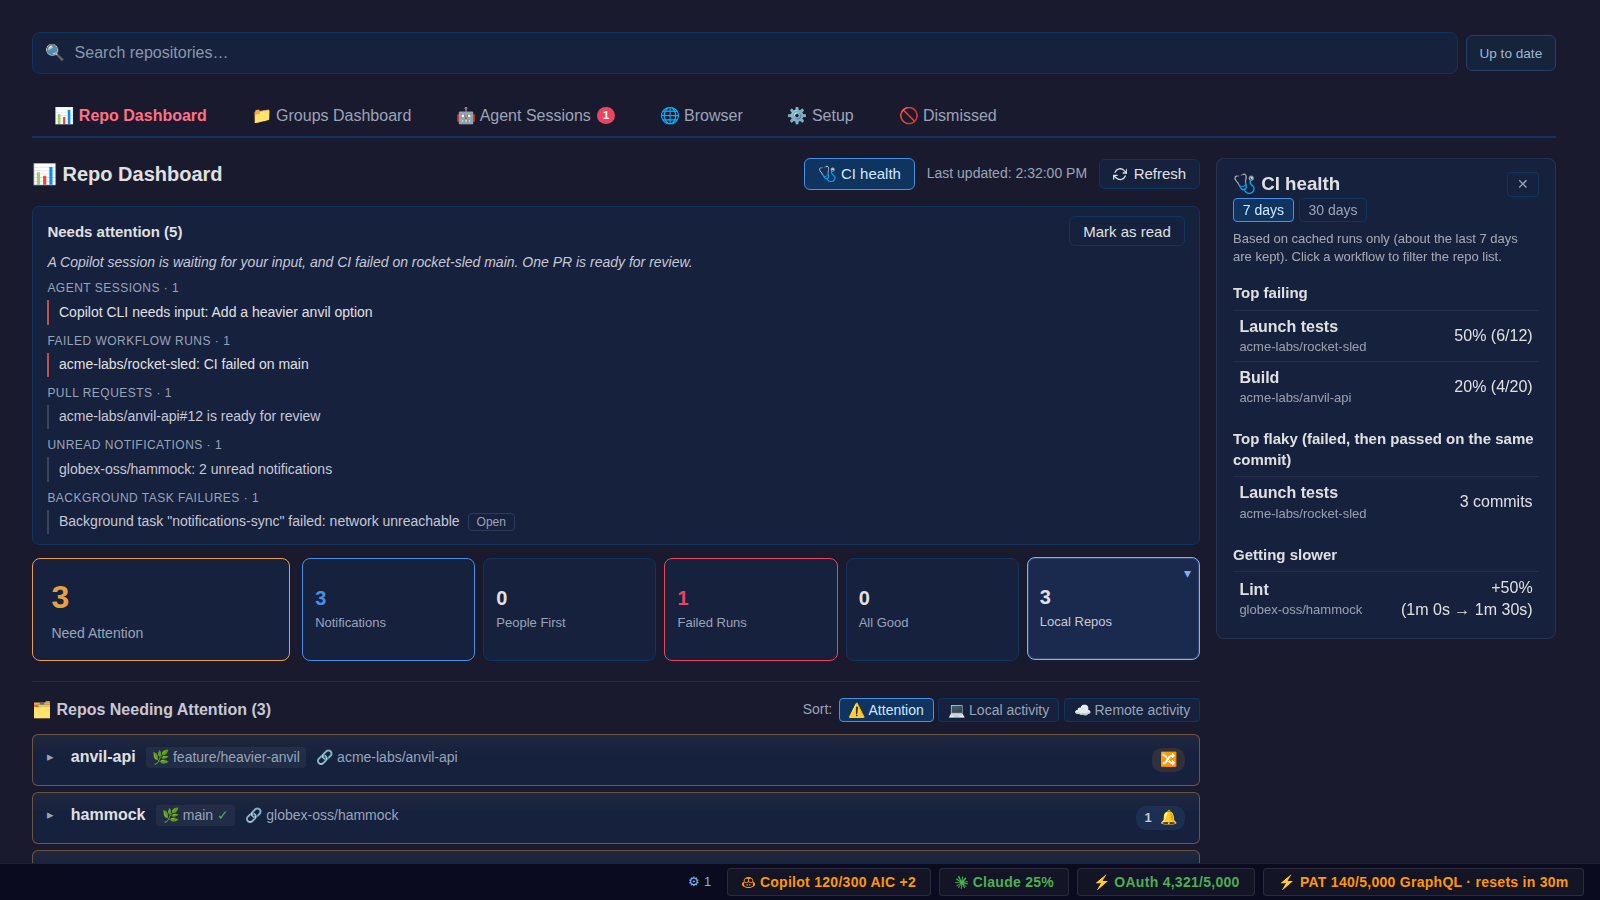 Search repositories…
Up to date
Repo Dashboard
Groups Dashboard
Agent Sessions 1
Browser
Setup
Dismissed
Repo Dashboard
CI health
Last updated: 2:32:00 PM
Refresh
Needs attention (5)
Mark as read
A Copilot session is waiting for your input, and CI failed on rocket-sled main. One PR is ready for review.
AGENT SESSIONS · 1
Copilot CLI needs input: Add a heavier anvil option
FAILED WORKFLOW RUNS · 1
acme-labs/rocket-sled: CI failed on main
PULL REQUESTS · 1
acme-labs/anvil-api#12 is ready for review
UNREAD NOTIFICATIONS · 1
globex-oss/hammock: 2 unread notifications
BACKGROUND TASK FAILURES · 1
Background task "notifications-sync" failed: network unreachable Open
3
Need Attention
3
Notifications
0
People First
1
Failed Runs
0
All Good
3
Local Repos
Repos Needing Attention (3)
Sort: Attention Local activity Remote activity
anvil-api feature/heavier-anvil acme-labs/anvil-api
hammock main ✓ globex-oss/hammock 1
CI health
7 days 30 days
Based on cached runs only (about the last 7 days
are kept). Click a workflow to filter the repo list.
Top failing
Launch tests
acme-labs/rocket-sled
50% (6/12)
Build
acme-labs/anvil-api
20% (4/20)
Top flaky (failed, then passed on the same
commit)
Launch tests
acme-labs/rocket-sled
3 commits
Getting slower
Lint
globex-oss/hammock
+50%
(1m 0s → 1m 30s)
1
Copilot 120/300 AIC +2
Claude 25%
OAuth 4,321/5,000
PAT 140/5,000 GraphQL · resets in 30m